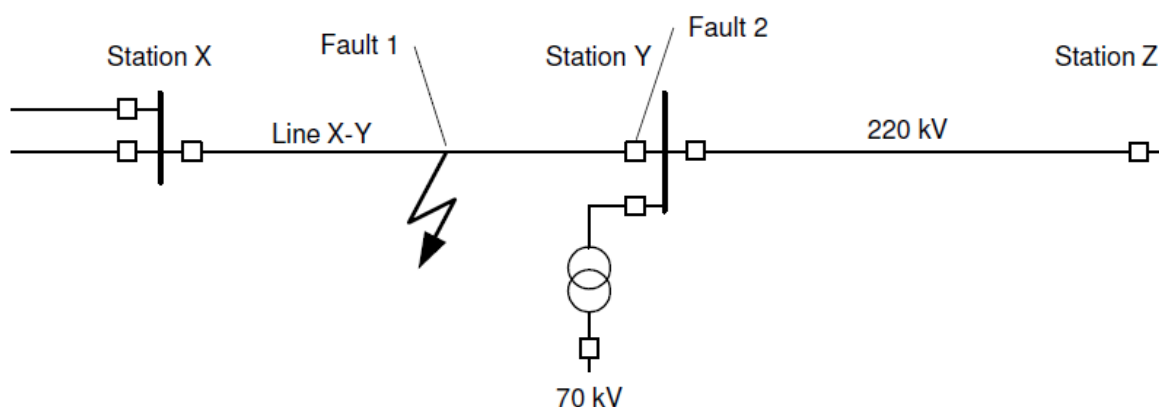 Fault 2
Fault 1
Station X
Station Y
Station Z
Line X-Y
220 kV
70 kV